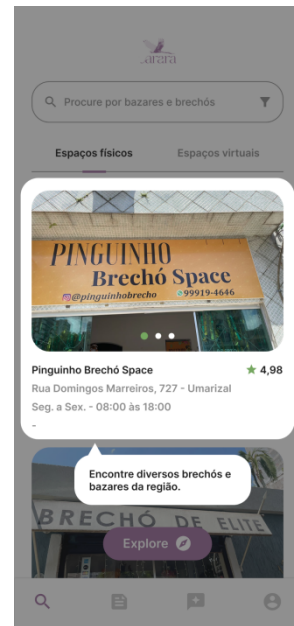 arara
Procure por bazares e brechós
Espaços físicos
Espaços virtuais
PINGUINHO
Brechó Space
@pinguinhobrecho
99919-4646
Pinguinho Brechó Space
★ 4,98
Rua Domingos Marreiros, 727 - Umarizal
Seg. a Sex. - 08:00 às 18:00
-
Encontre diversos brechós e
bazares da região.
BRECHÓ DE ELITE
Explore